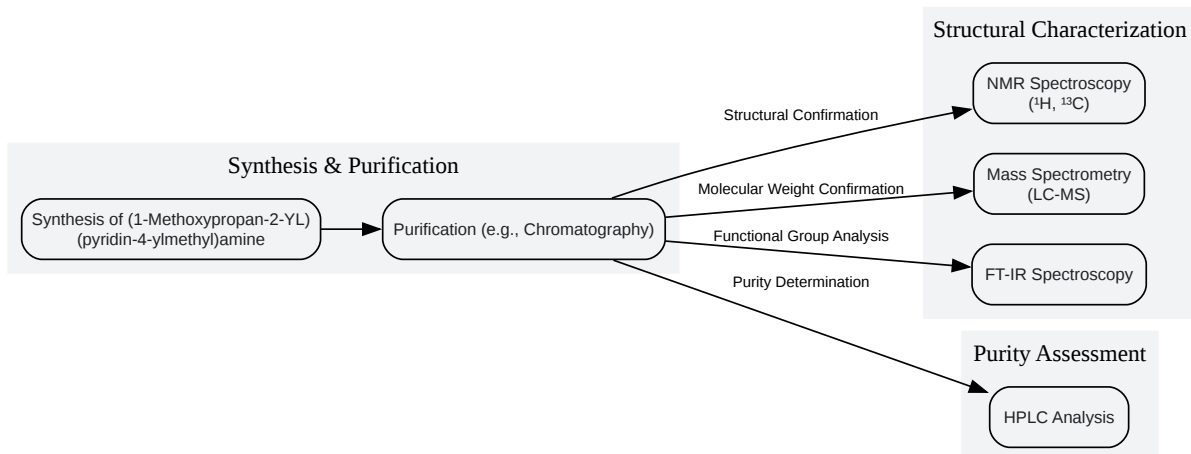 Synthesis & Purification
Synthesis of (1-Methoxypropan-2-YL)
(pyridin-4-ylmethyl)amine
Purification (e.g., Chromatography)
Structural Confirmation
Molecular Weight Confirmation
Functional Group Analysis
Purity Determination
Structural Characterization
NMR Spectroscopy
(¹H, ¹³C)
Mass Spectrometry
(LC-MS)
FT-IR Spectroscopy
Purity Assessment
HPLC Analysis